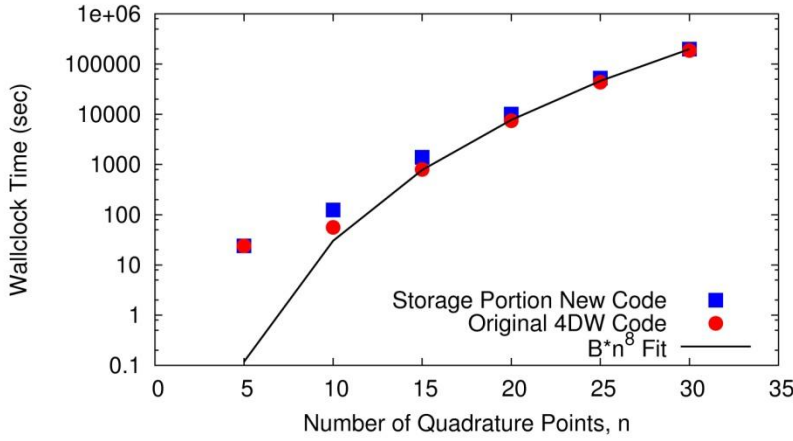 1e+06
100000
10000
1000
100
10
1
0.1
Wallclock Time (sec)
Storage Portion New Code
Original 4DW Code
B*n^8 Fit
0 5 10 15 20 25 30 35
Number of Quadrature Points, n